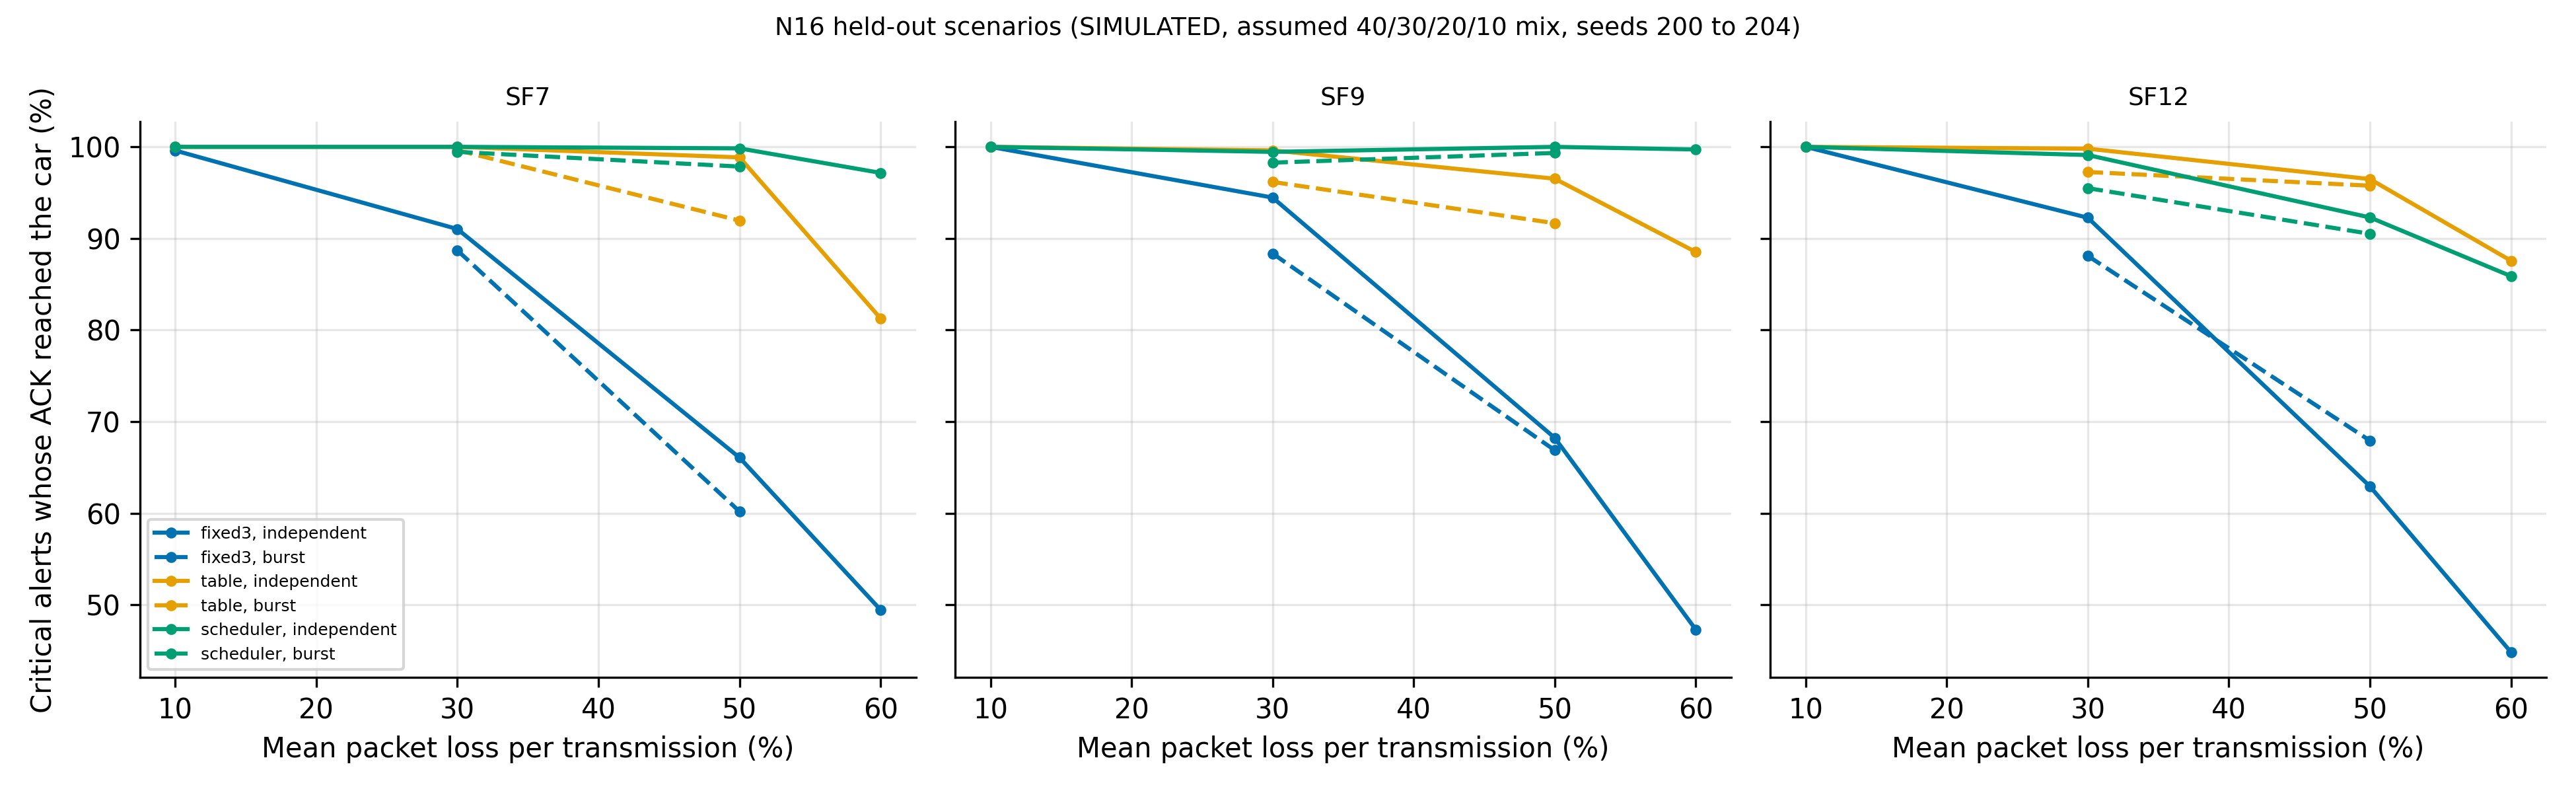 N16 held-out scenarios (SIMULATED, assumed 40/30/20/10 mix, seeds 200 to 204)
SF7
SF9
SF12
Critical alerts whose ACK reached the car (%)
100
90
80
70
60
50
fixed3, independent
fixed3, burst
table, independent
table, burst
scheduler, independent
scheduler, burst
10 20 30 40 50 60
10 20 30 40 50 60
10 20 30 40 50 60
Mean packet loss per transmission (%)
Mean packet loss per transmission (%)
Mean packet loss per transmission (%)